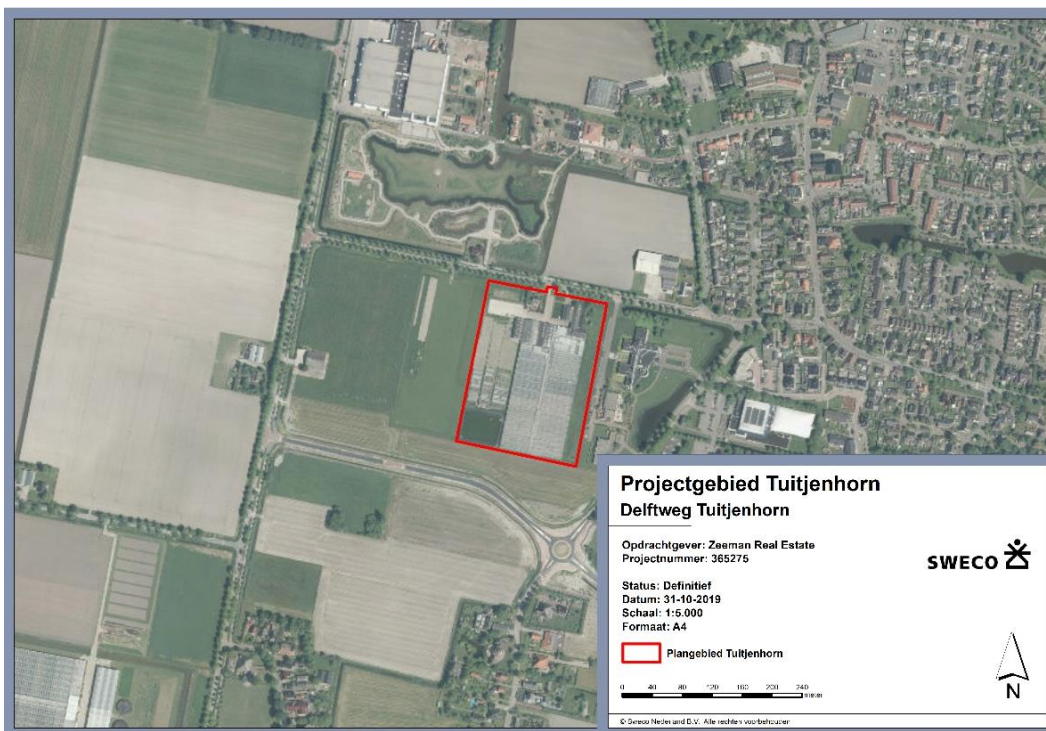 Projectgebied Tuitjenhorn
Delftweg Tuitjenhorn
Opdrachtgever: Zeeman Real Estate
Projectnummer: 365275
SWECO
Status: Definitief
Datum: 31-10-2019
Schaal: 1:5.000
Formaat: A4
Plangebied Tuitjenhorn
0 40 80 120 160 200 240
N
© Sweco Nederland B.V. Alle rechten voorbehouden